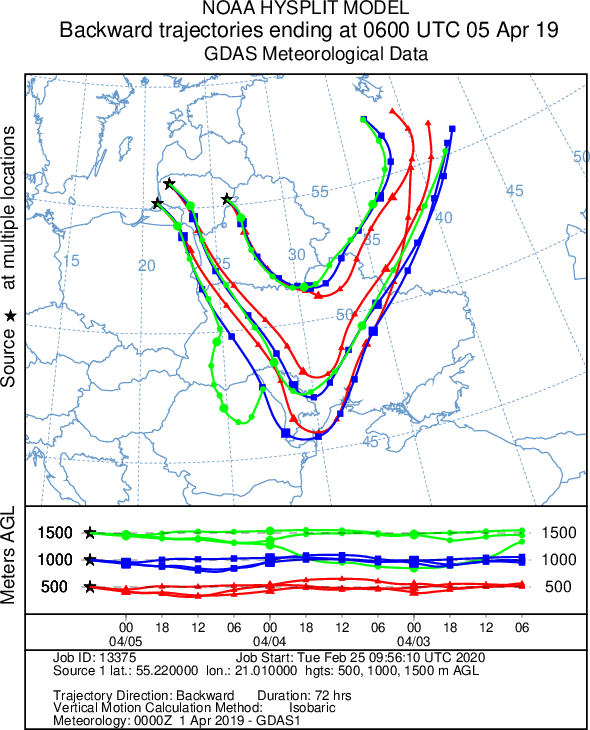 NOAA HYSPLIT MODEL
Backward trajectories ending at 0600 UTC 05 Apr 19
GDAS Meteorological Data
Source ★ at multiple locations
50
45
55
40
35
30
15
20
50
45
Meters AGL
1500 1500
1000 1000
500 500
00 18 12 06 00 18 12 06 00 18 12 06
04/05 04/04 04/03
Job ID: 13375 Job Start: Tue Feb 25 09:56:10 UTC 2020
Source 1 lat.: 55.220000 lon.: 21.010000 hgts: 500, 1000, 1500 m AGL
Trajectory Direction: Backward Duration: 72 hrs
Vertical Motion Calculation Method: Isobaric
Meteorology: 0000Z 1 Apr 2019 - GDAS1